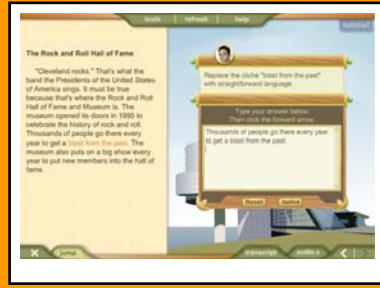 tools refresh help
tutorial
The Rock and Roll Hall of Fame
"Cleveland rocks." That's what the
band the Presidents of the United States
of America sings. It must be true
because that's where the Rock and Roll
Hall of Fame and Museum is. The
museum opened its doors in 1995 to
celebrate the history of rock and roll.
Thousands of people go there every
year to get a blast from the past. The
museum also puts on a big show every
year to put new members into the hall of
fame.
Replace the cliché "blast from the past"
with straightforward language.
Type your answer below.
Then click the forward arrow.
Thousands of people go there every year
to get a blast from the past.
Reset
jump transcript audio